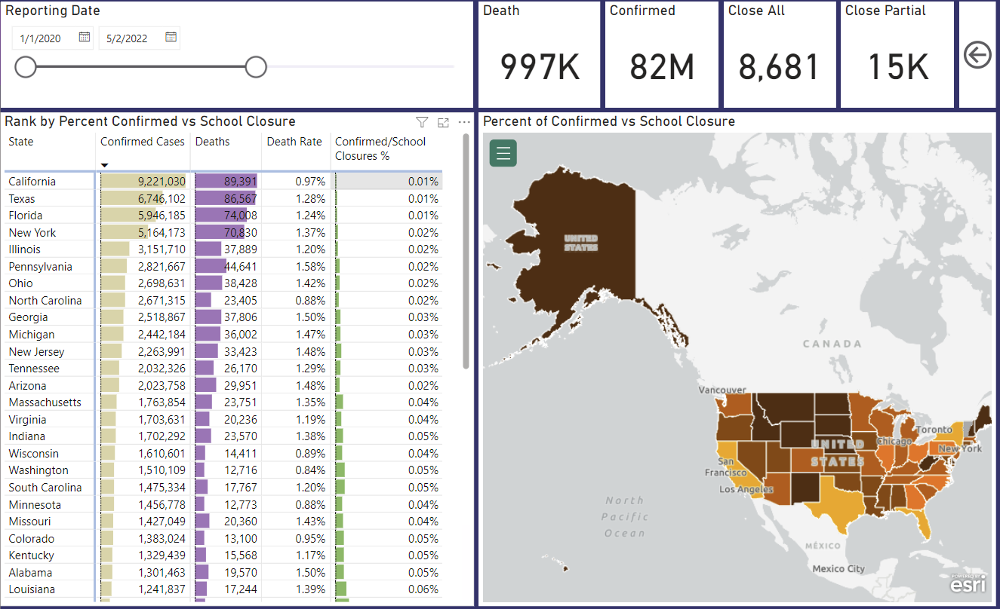 Reporting Date
1/1/2020
5/2/2022
Death
997K
Confirmed
82M
Close All
8,681
Close Partial
15K
Rank by Percent Confirmed vs School Closure
State Confirmed Cases Deaths Death Rate Confirmed/School
Closures %
California 9,221,030 89,391 0.97% 0.01%
Texas 6,746,102 86,567 1.28% 0.01%
Florida 5,946,185 74,008 1.24% 0.01%
New York 5,164,173 70,830 1.37% 0.02%
Illinois 3,151,710 37,889 1.20% 0.02%
Pennsylvania 2,821,667 44,641 1.58% 0.02%
Ohio 2,698,631 38,428 1.42% 0.02%
North Carolina 2,671,315 23,405 0.88% 0.02%
Georgia 2,518,867 37,806 1.50% 0.03%
Michigan 2,442,184 36,002 1.47% 0.03%
New Jersey 2,263,991 33,423 1.48% 0.03%
Tennessee 2,032,326 26,170 1.29% 0.03%
Arizona 2,023,758 29,951 1.48% 0.02%
Massachusetts 1,763,854 23,751 1.35% 0.04%
Virginia 1,703,631 20,236 1.19% 0.04%
Indiana 1,702,292 23,570 1.38% 0.05%
Wisconsin 1,610,601 14,411 0.89% 0.04%
Washington 1,510,109 12,716 0.84% 0.05%
South Carolina 1,475,334 17,767 1.20% 0.05%
Minnesota 1,456,778 12,773 0.88% 0.04%
Missouri 1,427,049 20,360 1.43% 0.04%
Colorado 1,383,024 13,100 0.95% 0.05%
Kentucky 1,329,439 15,568 1.17% 0.05%
Alabama 1,301,463 19,570 1.50% 0.05%
Louisiana 1,241,837 17,244 1.39% 0.06%
Percent of Confirmed vs School Closure
UNITED
STATES
CANADA
Vancouver
Toronto
Chicago
New York
UNITED
STATES
San
Francisco
Los Angeles
North
Pacific
Ocean
MÉXICO
Mexico City
POWERED BY
esri